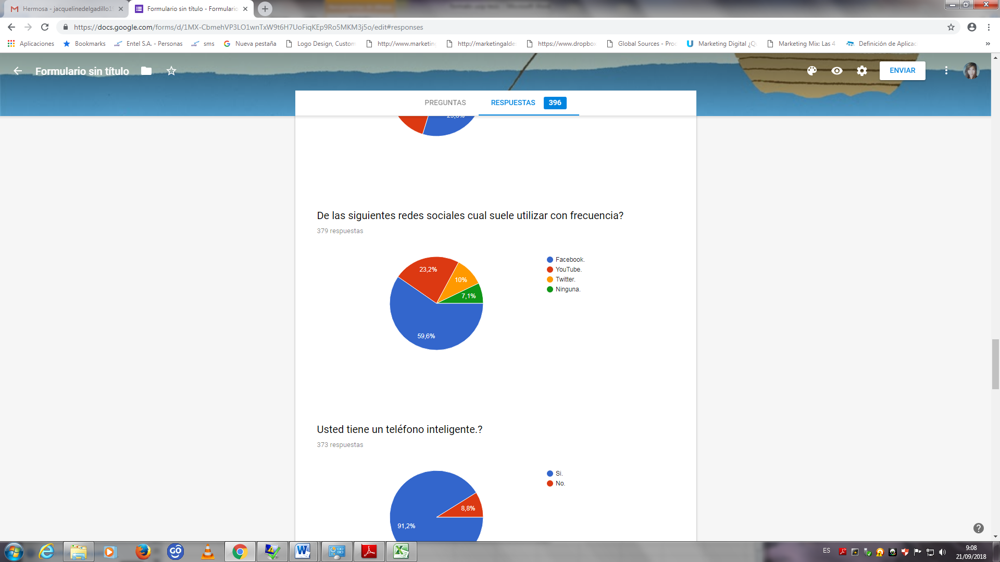 Hermosa - jacquelinedelgadillo1
Formulario sin título - Formulario
https://docs.google.com/forms/d/1MX-CbmehVP3LO1wnTxW9t6H7UoFiqKEp9Ro5MKM3j5o/edit#responses
Aplicaciones Bookmarks Entel S.A. - Personas sms Nueva pestaña Logo Design, Custom http://www.marketing http://marketingalde https://www.dropbox Global Sources - Proc Marketing Digital ¿Q Marketing Mix: Las 4 Definición de Aplicac »
Formulario sin título
ENVIAR
PREGUNTAS RESPUESTAS 396
De las siguientes redes sociales cual suele utilizar con frecuencia?
379 respuestas
Facebook.
YouTube.
Twitter.
Ninguna.
23,2%
10%
7,1%
59,6%
Usted tiene un teléfono inteligente.?
373 respuestas
Si.
No.
8,8%
91,2%
ES
9:08
21/09/2018